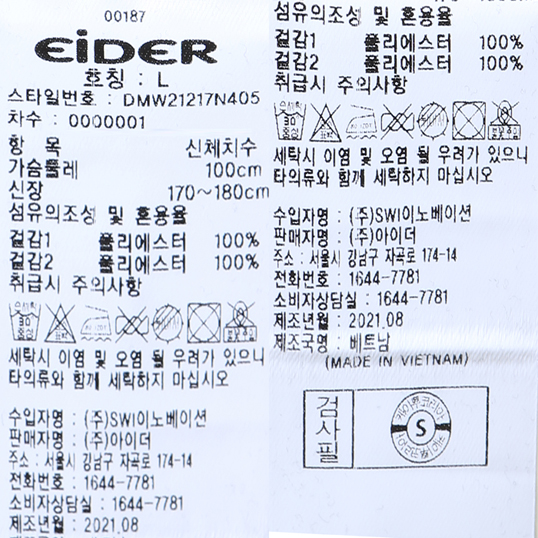 00187
EiDER
호칭 : L
스타일번호 : DMW21217N405
차수 : 0000001
항 목 신체치수
가슴둘레 100cm
신장 170~180cm
섬유의조성 및 혼용율
겉감1 폴리에스터 100%
겉감2 폴리에스터 100%
취급시 주의사항
30
중성
세탁시 이염 및 오염 될 우려가 있으니
타의류와 함께 세탁하지 마십시오
수입자명 : (주)SWI이노베이션
판매자명 : (주)아이더
주소 : 서울시 강남구 자곡로 174-14
전화번호 : 1644-7781
소비자상담실 : 1644-7781
제조년월 : 2021.08
섬유의조성 및 혼용율
겉감1 폴리에스터 100%
겉감2 폴리에스터 100%
취급시 주의사항
30
중성
세탁시 이염 및 오염 될 우려가 있으니
타의류와 함께 세탁하지 마십시오
수입자명 : (주)SWI이노베이션
판매자명 : (주)아이더
주소 : 서울시 강남구 자곡로 174-14
전화번호 : 1644-7781
소비자상담실 : 1644-7781
제조년월 : 2021.08
제조국명 : 베트남
(MADE IN VIETNAM)
검사필
S